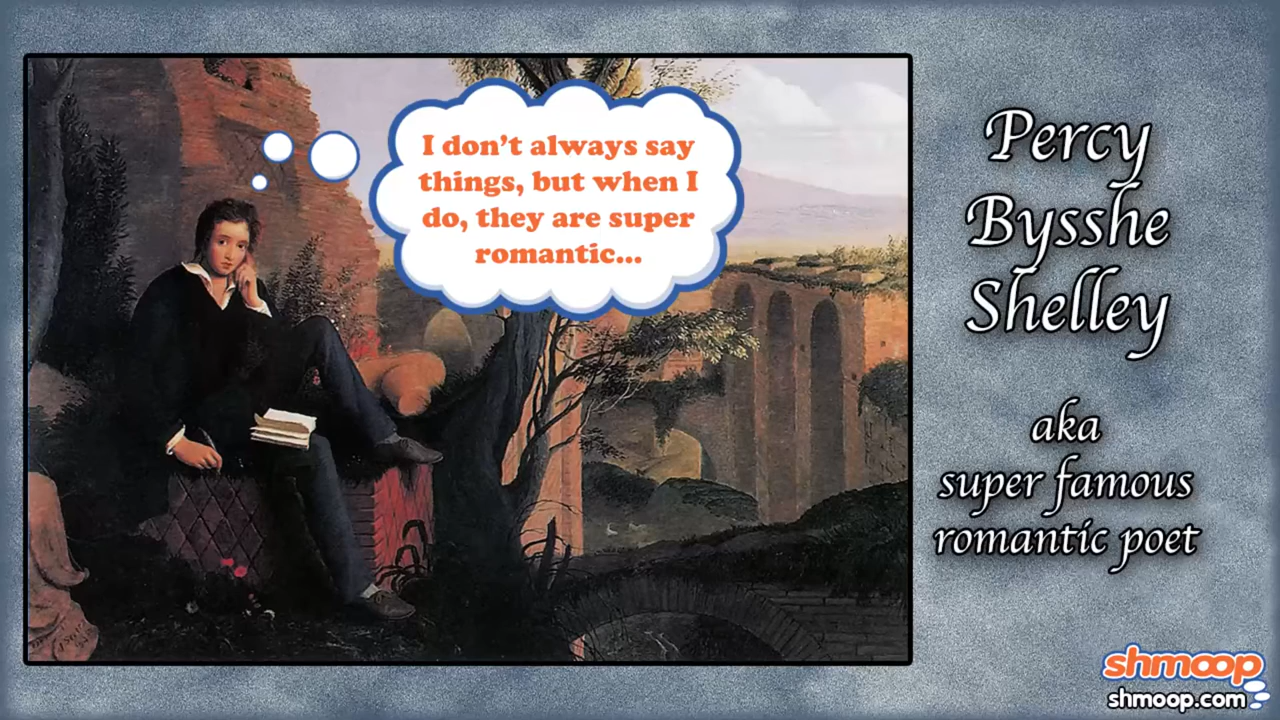 I don't always say
things, but when I
do, they are super
romantic...
Percy
Bysshe
Shelley
aka
super famous
romantic poet
shmoop
shmoop.com